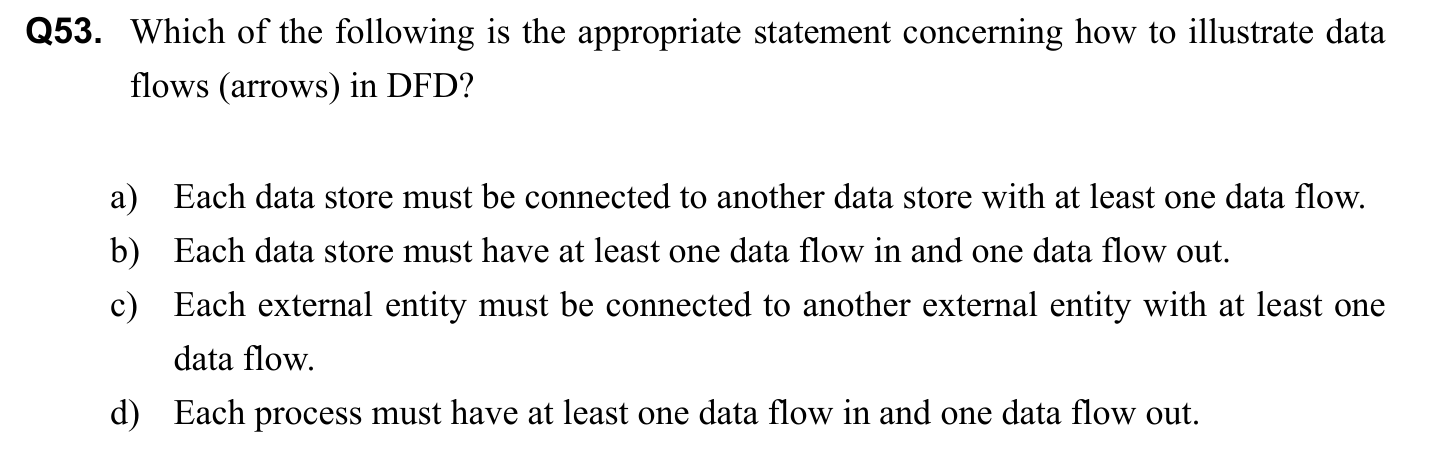 Q53. Which of the following is the appropriate statement concerning how to illustrate data
flows (arrows) in DFD?
a) Each data store must be connected to another data store with at least one data flow.
b) Each data store must have at least one data flow in and one data flow out.
c) Each external entity must be connected to another external entity with at least one
data flow.
d) Each process must have at least one data flow in and one data flow out.